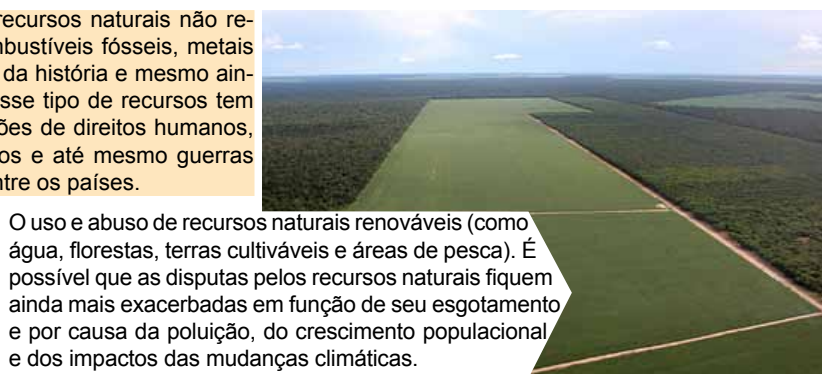 recursos naturais não re-
mbustíveis fósseis, metais
da história e mesmo ain-
sse tipo de recursos tem
ões de direitos humanos,
os e até mesmo guerras
ntre os países.
O uso e abuso de recursos naturais renováveis (como
água, florestas, terras cultiváveis e áreas de pesca). É
possível que as disputas pelos recursos naturais fiquem
ainda mais exacerbadas em função de seu esgotamento
e por causa da poluição, do crescimento populacional
e dos impactos das mudanças climáticas.